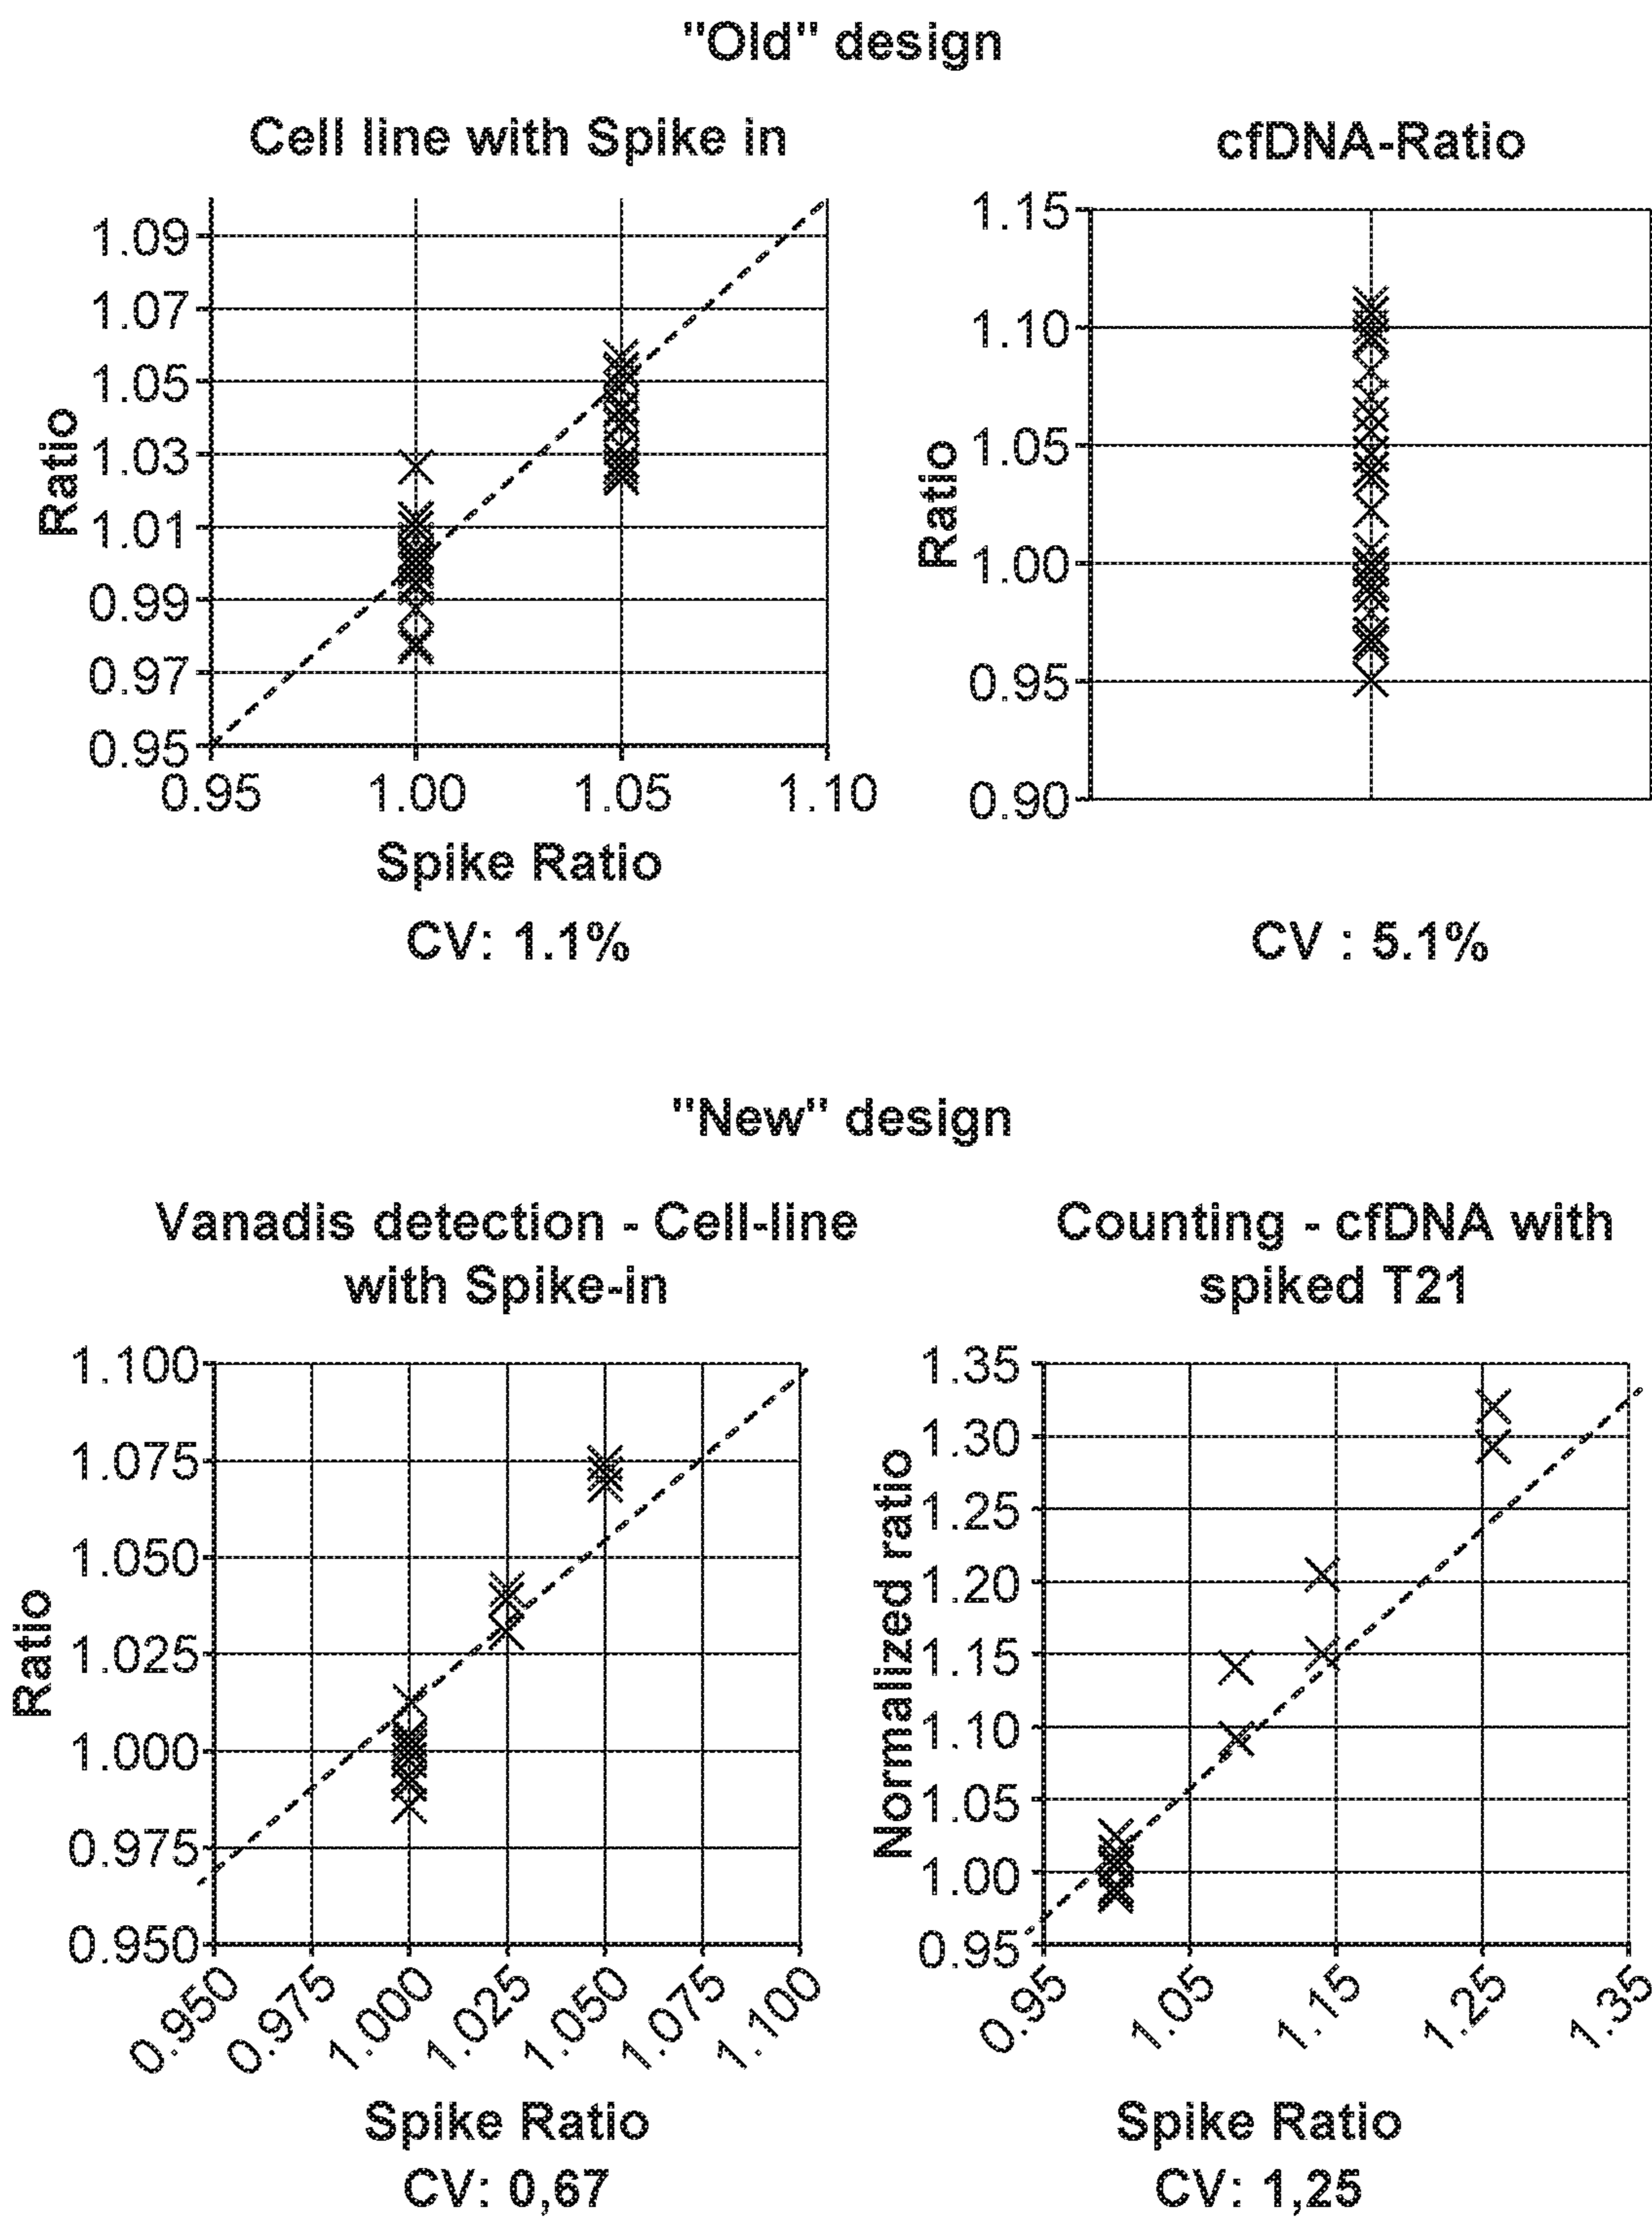 "Old" design
Cell line with Spike in
1.09
1.07
1.05
1.03
1.01
0.99
0.97
0.95
Ratio
0.95 1.00 1.05 1.10
Spike Ratio
CV: 1.1%
cfDNA-Ratio
1.15
1.10
1.05
1.00
0.95
0.90
Ratio
CV : 5.1%
"New" design
Vanadis detection - Cell-line
with Spike-in
1.100
1.075
1.050
1.025
1.000
0.975
0.950
Ratio
0.950 0.975 1.000 1.025 1.050 1.075 1.100
Spike Ratio
CV: 0,67
Counting - cfDNA with
spiked T21
1.35
1.30
1.25
1.20
1.15
1.10
1.05
1.00
0.95
Normalized ratio
0.95 1.05 1.15 1.25 1.35
Spike Ratio
CV: 1,25